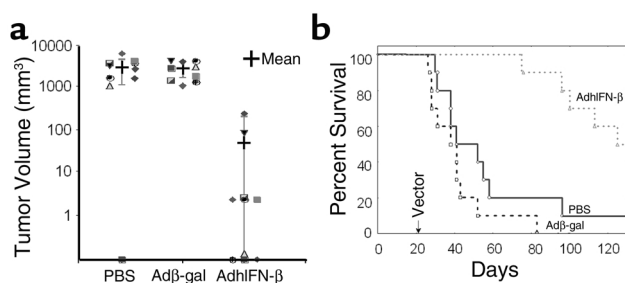 a
Tumor Volume (mm³)
10000
1000
1000
100
10
1
Mean
PBS
Adβ-gal
AdhIFN-β
b
Percent Survival
100
80
60
40
20
0
AdhIFN-β
PBS
Adβ-gal
Vector
0
20
40
60
80
100
120
Days